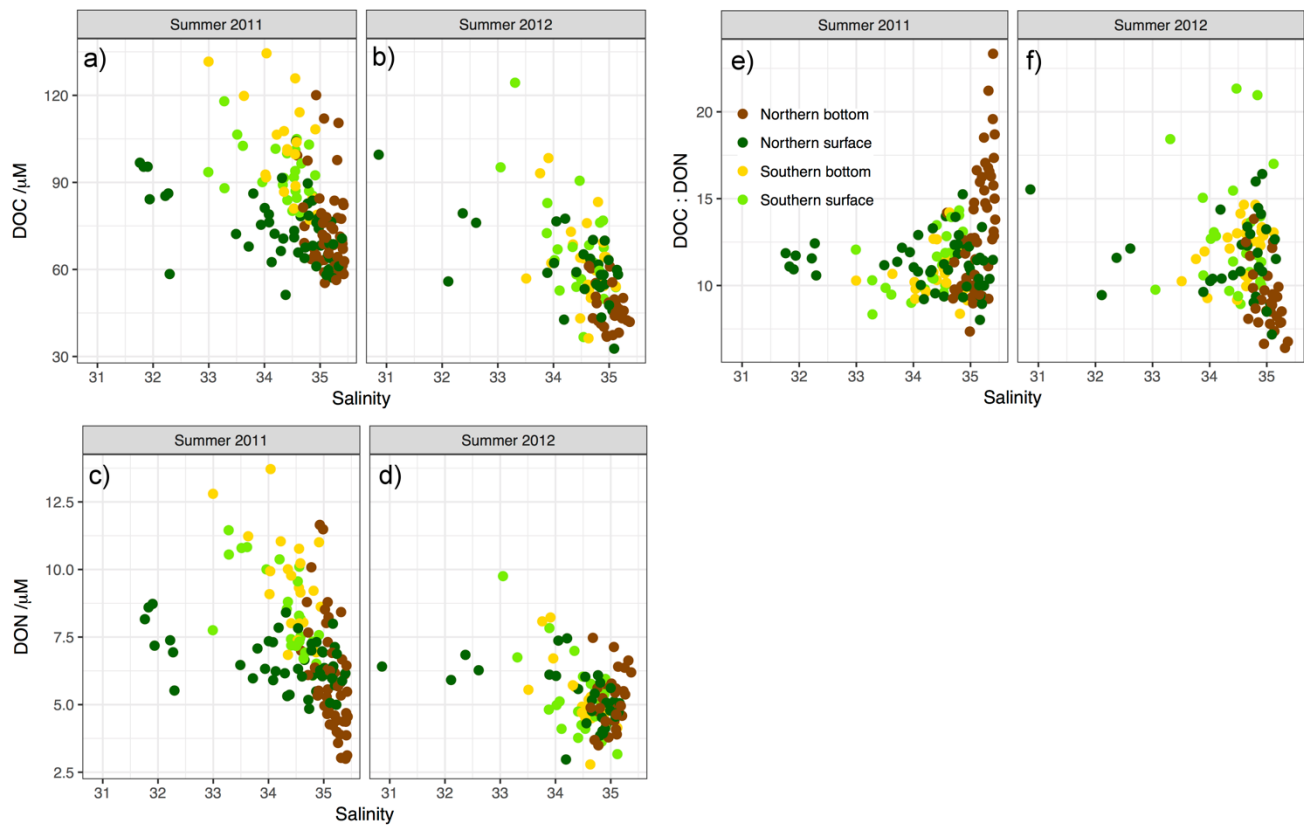 Summer 2011
Summer 2012
a)
b)
DOC /μM
120
90
60
30
31 32 33 34 35
31 32 33 34 35
Salinity
Summer 2011
Summer 2012
e)
f)
DOC : DON
20
15
10
Northern bottom
Northern surface
Southern bottom
Southern surface
31 32 33 34 35
31 32 33 34 35
Salinity
Summer 2011
Summer 2012
c)
d)
DON /μM
12.5
10.0
7.5
5.0
2.5
31 32 33 34 35
31 32 33 34 35
Salinity